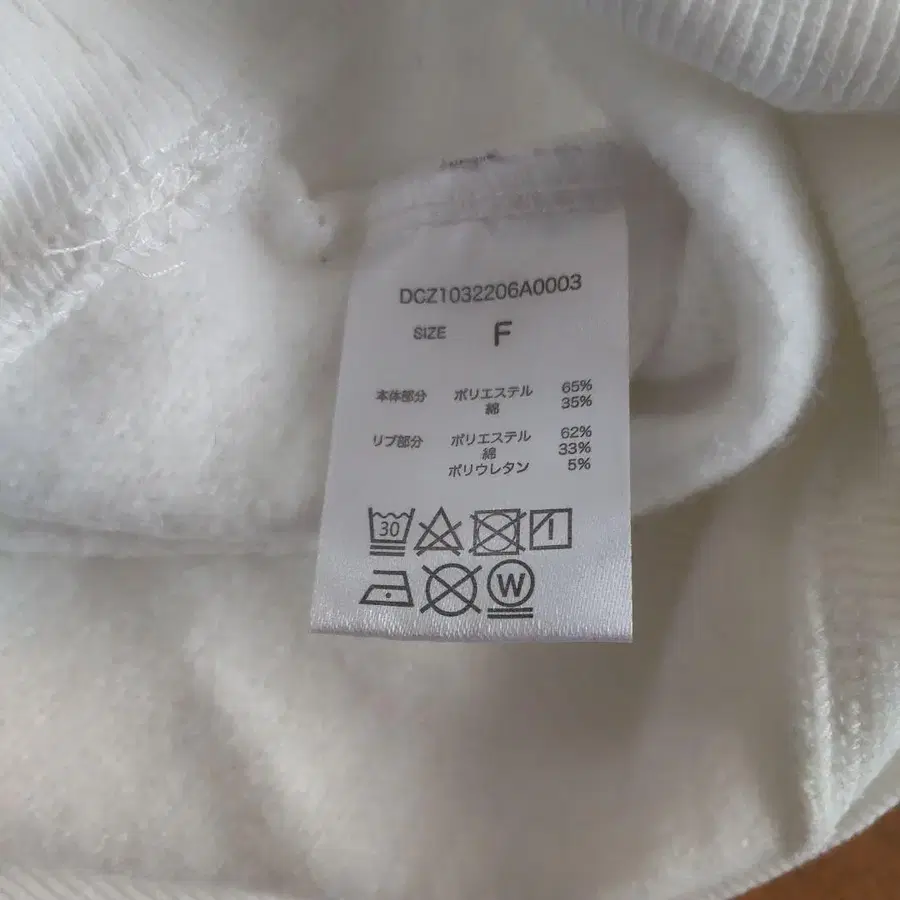 DCZ1032206A0003
SIZE F
本体部分 ポリエステル 65%
綿 35%
リブ部分 ポリエステル 62%
綿 33%
ポリウレタン 5%
30
W